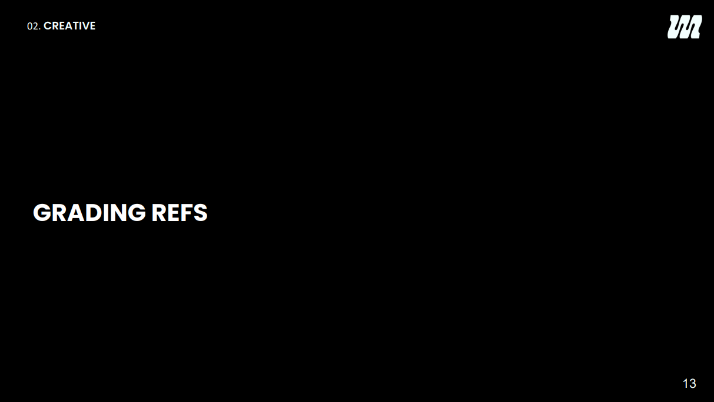 02. CREATIVE
GRADING REFS
13